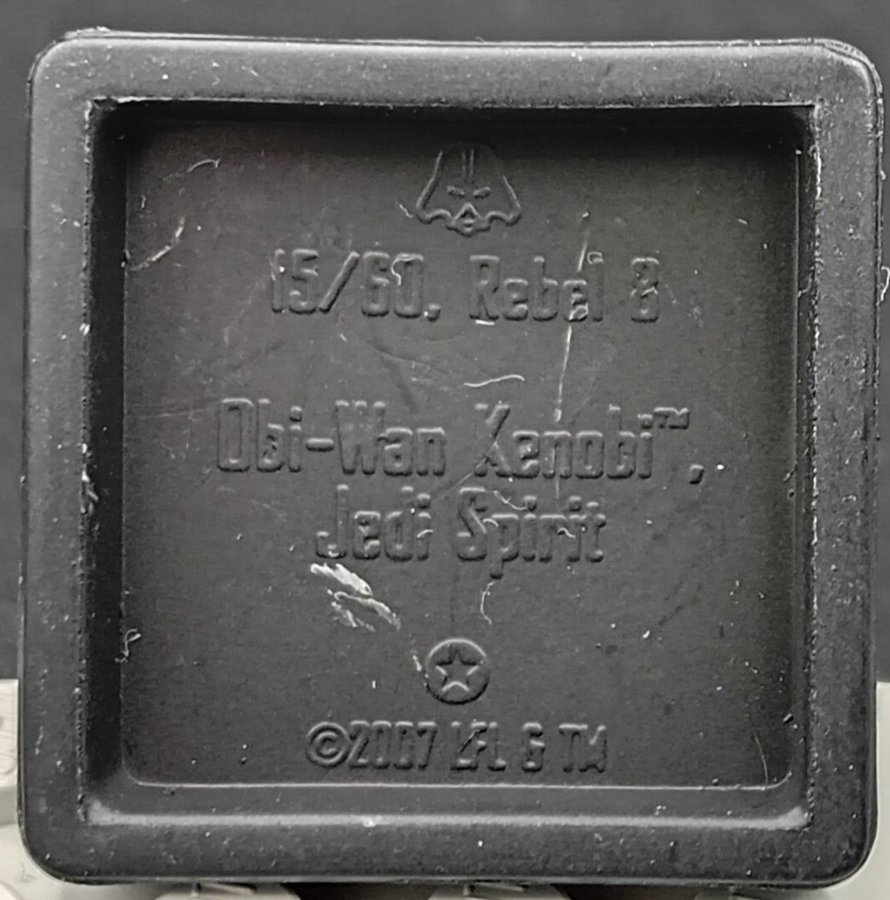 15/60, Rebel 8
Obi-Wan Kenobi™,
Jedi Spirit
©2007 LFL & TM